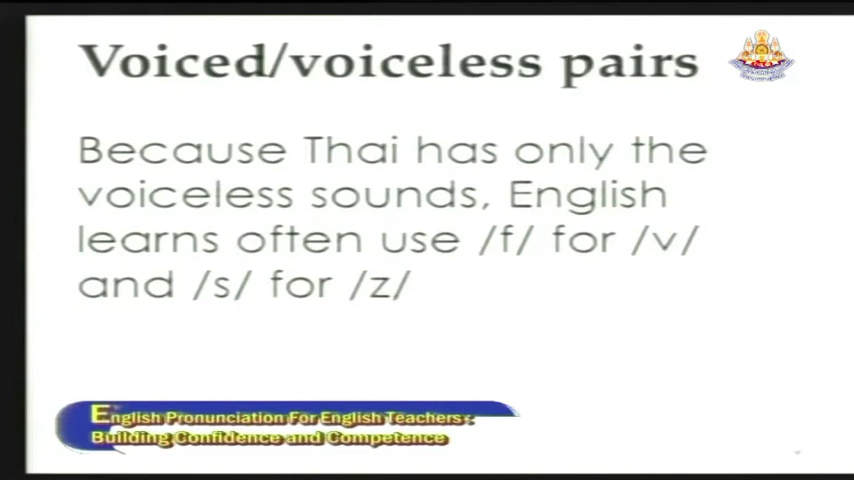 Voiced/voiceless pairs
Because Thai has only the
voiceless sounds, English
learns often use /f/ for /v/
and /s/ for /z/
English Pronunciation For English Teachers :
Building Confidence and Competence